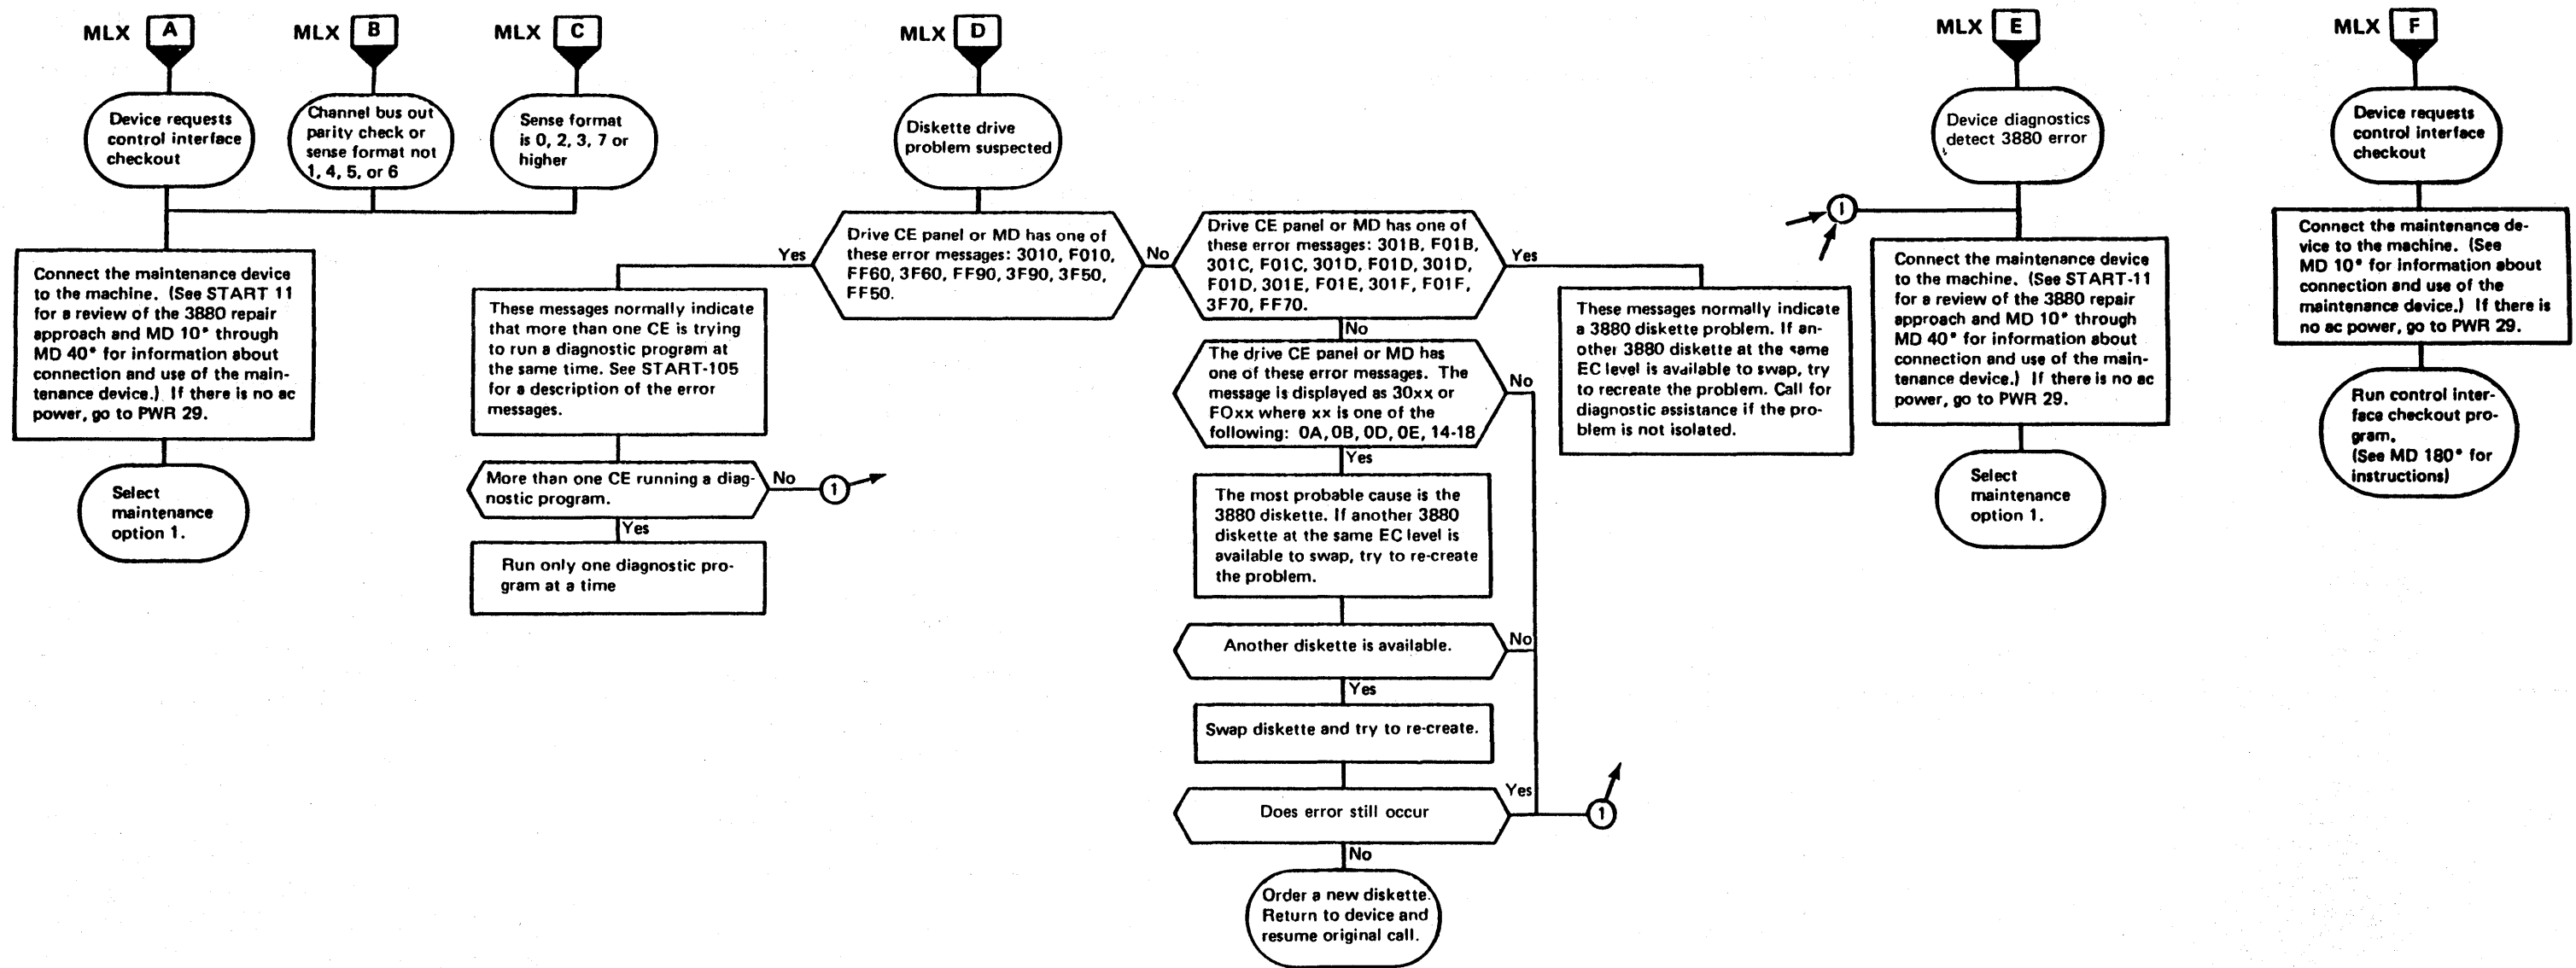 MLX A
Device requests
control interface
checkout
MLX B
Channel bus out
parity check or
sense format not
1, 4, 5, or 6
MLX C
Sense format
is 0, 2, 3, 7 or
higher
Connect the maintenance device
to the machine. (See START 11
for a review of the 3880 repair
approach and MD 10* through
MD 40* for information about
connection and use of the main-
tenance device.) If there is no ac
power, go to PWR 29.
Select
maintenance
option 1.
MLX D
Diskette drive
problem suspected
Drive CE panel or MD has one of
these error messages: 3010, F010,
FF60, 3F60, FF90, 3F90, 3F50,
FF50.
Yes
No
These messages normally indicate
that more than one CE is trying
to run a diagnostic program at
the same time. See START-105
for a description of the error
messages.
More than one CE running a diag-
nostic program.
No
1
Yes
Run only one diagnostic pro-
gram at a time
Drive CE panel or MD has one of
these error messages: 301B, F01B,
301C, F01C, 301D, F01D, 301D,
F01D, 301E, F01E, 301F, F01F,
3F70, FF70.
Yes
No
These messages normally indicate
a 3880 diskette problem. If an-
other 3880 diskette at the same
EC level is available to swap, try
to recreate the problem. Call for
diagnostic assistance if the pro-
blem is not isolated.
The drive CE panel or MD has
one of these error messages. The
message is displayed as 30xx or
FOxx where xx is one of the
following: 0A, 0B, 0D, 0E, 14-18
No
Yes
The most probable cause is the
3880 diskette. If another 3880
diskette at the same EC level is
available to swap, try to re-create
the problem.
Another diskette is available.
No
Yes
Swap diskette and try to re-create.
Does error still occur
Yes
1
No
Order a new diskette.
Return to device and
resume original call.
MLX E
Device diagnostics
detect 3880 error
1
Connect the maintenance device
to the machine. (See START-11
for a review of the 3880 repair
approach and MD 10* through
MD 40* for information about
connection and use of the main-
tenance device.) If there is no ac
power, go to PWR 29.
Select
maintenance
option 1.
MLX F
Device requests
control interface
checkout
Connect the maintenance de-
vice to the machine. (See
MD 10* for information about
connection and use of the
maintenance device.) If there is
no ac power, go to PWR 29.
Run control inter-
face checkout pro-
gram.
(See MD 180* for
instructions)